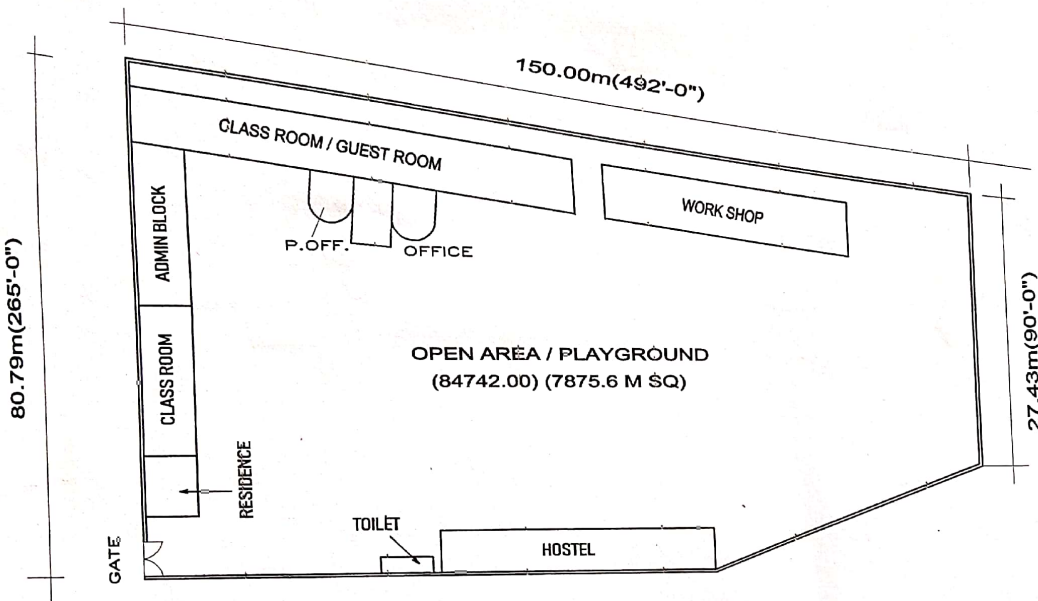 150.00m(492'-0")
CLASS ROOM / GUEST ROOM
WORK SHOP
ADMIN BLOCK
P.OFF.
OFFICE
80.79m(265'-0")
27.43m(90'-0")
OPEN AREA / PLAYGROUND
(84742.00) (7875.6 M SQ)
CLASS ROOM
RESIDENCE
TOILET
HOSTEL
GATE